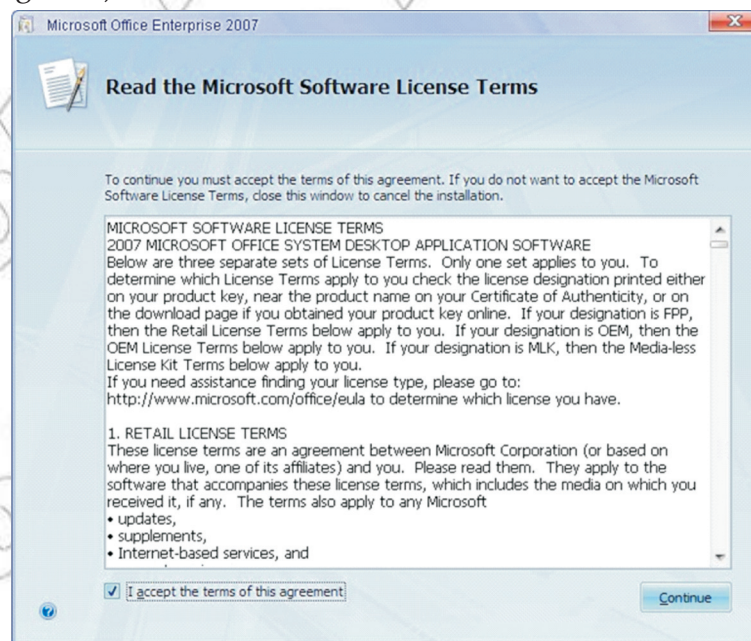 Microsoft Office Enterprise 2007
Read the Microsoft Software License Terms
To continue you must accept the terms of this agreement. If you do not want to accept the Microsoft
Software License Terms, close this window to cancel the installation.
MICROSOFT SOFTWARE LICENSE TERMS
2007 MICROSOFT OFFICE SYSTEM DESKTOP APPLICATION SOFTWARE
Below are three separate sets of License Terms. Only one set applies to you. To
determine which License Terms apply to you check the license designation printed either
on your product key, near the product name on your Certificate of Authenticity, or on
the download page if you obtained your product key online. If your designation is FPP,
then the Retail License Terms below apply to you. If your designation is OEM, then the
OEM License Terms below apply to you. If your designation is MLK, then the Media-less
License Kit Terms below apply to you.
If you need assistance finding your license type, please go to:
http://www.microsoft.com/office/eula to determine which license you have.
1. RETAIL LICENSE TERMS
These license terms are an agreement between Microsoft Corporation (or based on
where you live, one of its affiliates) and you. Please read them. They apply to the
software that accompanies these license terms, which includes the media on which you
received it, if any. The terms also apply to any Microsoft
• updates,
• supplements,
• Internet-based services, and
I accept the terms of this agreement
Continue